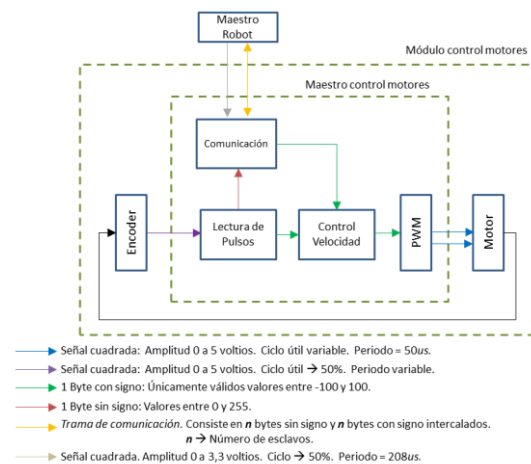 Maestro
Robot
Módulo control motores
Maestro control motores
Comunicación
Encoder
Lectura de
Pulsos
Control
Velocidad
PWM
Motor
Señal cuadrada: Amplitud 0 a 5 voltios. Ciclo útil variable. Periodo = 50us.
Señal cuadrada: Amplitud 0 a 5 voltios. Ciclo útil → 50%. Periodo variable.
1 Byte con signo: Únicamente válidos valores entre -100 y 100.
1 Byte sin signo: Valores entre 0 y 255.
Trama de comunicación. Consiste en n bytes sin signo y n bytes con signo intercalados.
n → Número de esclavos.
Señal cuadrada. Amplitud 0 a 3,3 voltios. Ciclo → 50%. Periodo = 208us.